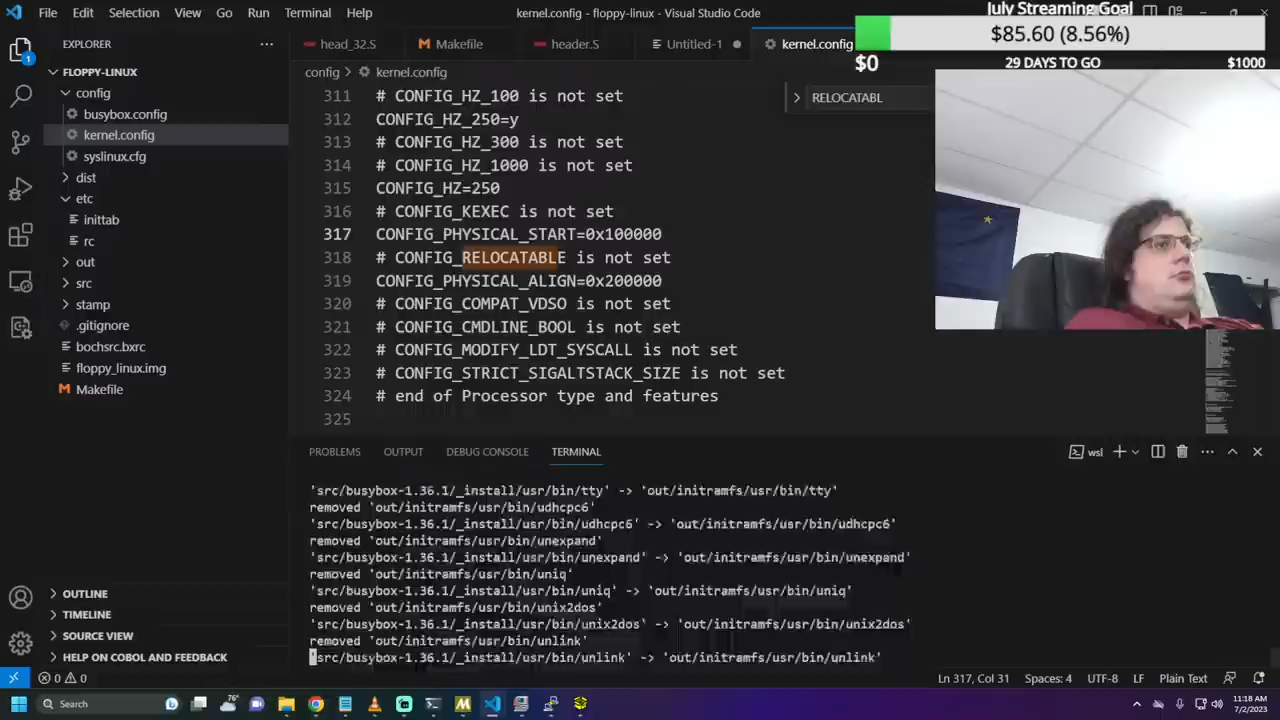 File Edit Selection View Go Run Terminal Help
kernel.config - floppy-linux - Visual Studio Code
July Streaming Goal
$85.60 (8.56%)
$0 29 DAYS TO GO $1000
EXPLORER
head_32.S Makefile header.S Untitled-1 kernel.config
FLOPPY-LINUX
config
busybox.config
kernel.config
syslinux.cfg
dist
etc
inittab
rc
out
src
stamp
.gitignore
bochsrc.bxrc
floppy_linux.img
Makefile
OUTLINE
TIMELINE
SOURCE VIEW
HELP ON COBOL AND FEEDBACK
1
config > kernel.config
RELOCATABL
311 # CONFIG_HZ_100 is not set
312 CONFIG_HZ_250=y
313 # CONFIG_HZ_300 is not set
314 # CONFIG_HZ_1000 is not set
315 CONFIG_HZ=250
316 # CONFIG_KEXEC is not set
317 CONFIG_PHYSICAL_START=0x100000
318 # CONFIG_RELOCATABLE is not set
319 CONFIG_PHYSICAL_ALIGN=0x200000
320 # CONFIG_COMPAT_VDSO is not set
321 # CONFIG_CMDLINE_BOOL is not set
322 # CONFIG_MODIFY_LDT_SYSCALL is not set
323 # CONFIG_STRICT_SIGALTSTACK_SIZE is not set
324 # end of Processor type and features
325
PROBLEMS OUTPUT DEBUG CONSOLE TERMINAL
wsl
'src/busybox-1.36.1/_install/usr/bin/tty' -> 'out/initramfs/usr/bin/tty'
removed 'out/initramfs/usr/bin/udhcpc6'
'src/busybox-1.36.1/_install/usr/bin/udhcpc6' -> 'out/initramfs/usr/bin/udhcpc6'
removed 'out/initramfs/usr/bin/unexpand'
'src/busybox-1.36.1/_install/usr/bin/unexpand' -> 'out/initramfs/usr/bin/unexpand'
removed 'out/initramfs/usr/bin/uniq'
'src/busybox-1.36.1/_install/usr/bin/uniq' -> 'out/initramfs/usr/bin/uniq'
removed 'out/initramfs/usr/bin/unix2dos'
'src/busybox-1.36.1/_install/usr/bin/unix2dos' -> 'out/initramfs/usr/bin/unix2dos'
removed 'out/initramfs/usr/bin/unlink'
src/busybox-1.36.1/_install/usr/bin/unlink' -> 'out/initramfs/usr/bin/unlink'
0 0
Ln 317, Col 31 Spaces: 4 UTF-8 LF Plain Text
Search
76°
11:18 AM
7/2/2023